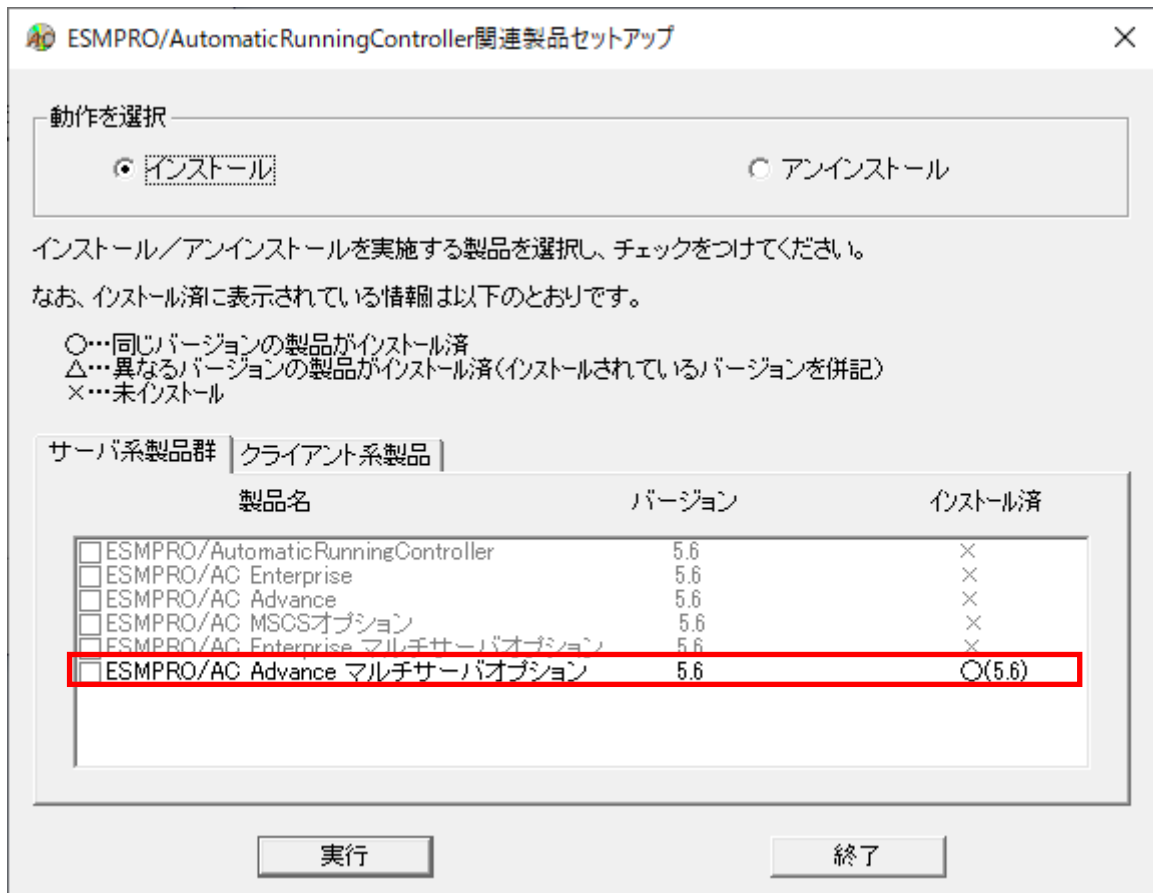 ESMPRO/AutomaticRunningController関連製品セットアップ
動作を選択
インストール
アンインストール
インストール／アンインストールを実施する製品を選択し、チェックをつけてください。
なお、インストール済に表示されている情報は以下のとおりです。
○…同じバージョンの製品がインストール済
△…異なるバージョンの製品がインストール済(インストールされているバージョンを併記)
×…未インストール
サーバ系製品群 クライアント系製品
製品名 バージョン インストール済
ESMPRO/AutomaticRunningController 5.6 ×
ESMPRO/AC Enterprise 5.6 ×
ESMPRO/AC Advance 5.6 ×
ESMPRO/AC MSCSオプション 5.6 ×
ESMPRO/AC Enterprise マルチサーバオプション 5.6 ×
ESMPRO/AC Advance マルチサーバオプション 5.6 ○(5.6)
実行 終了